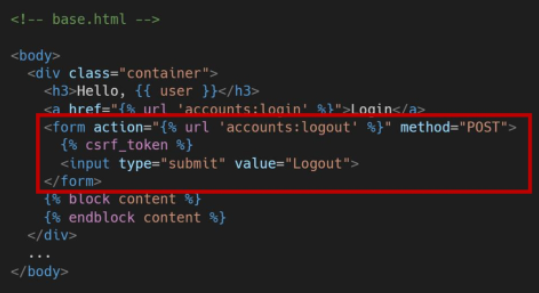 <!-- base.html -->
<body>
<div class="container">
<h3>Hello, {{ user }}</h3>
<a href="{% url 'accounts:login' %}">Login</a>
<form action="{% url 'accounts:logout' %}" method="POST">
{% csrf_token %}
<input type="submit" value="Logout">
</form>
{% block content %}
{% endblock content %}
</div>
...
</body>